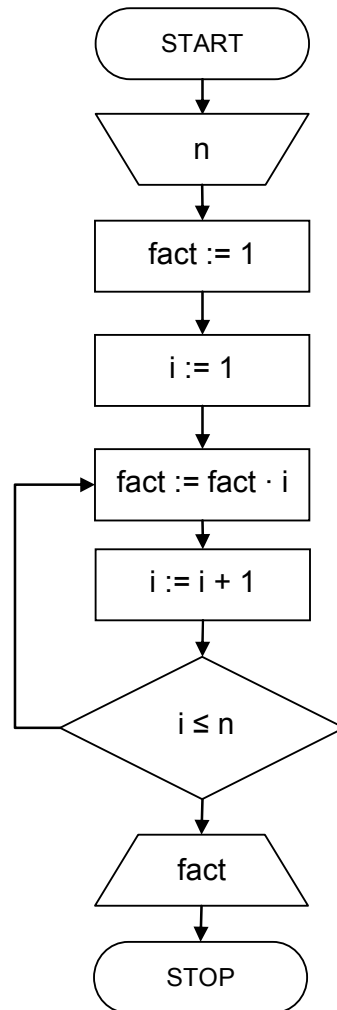 START
n
fact := 1
i := 1
fact := fact · i
i := i + 1
i ≤ n
fact
STOP